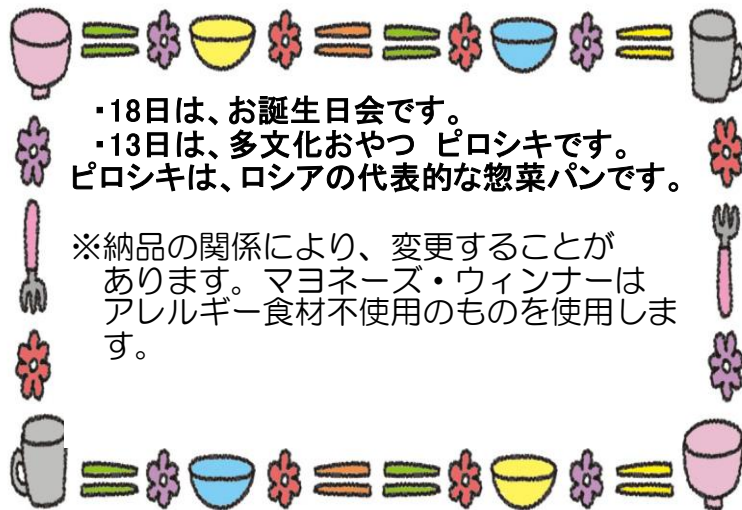 ・18日は、お誕生日会です。
・13日は、多文化おやつ ピロシキです。
ピロシキは、ロシアの代表的な惣菜パンです。
※納品の関係により、変更することが
あります。マヨネーズ・ウィンナーは
アレルギー食材不使用のものを使用しま
す。